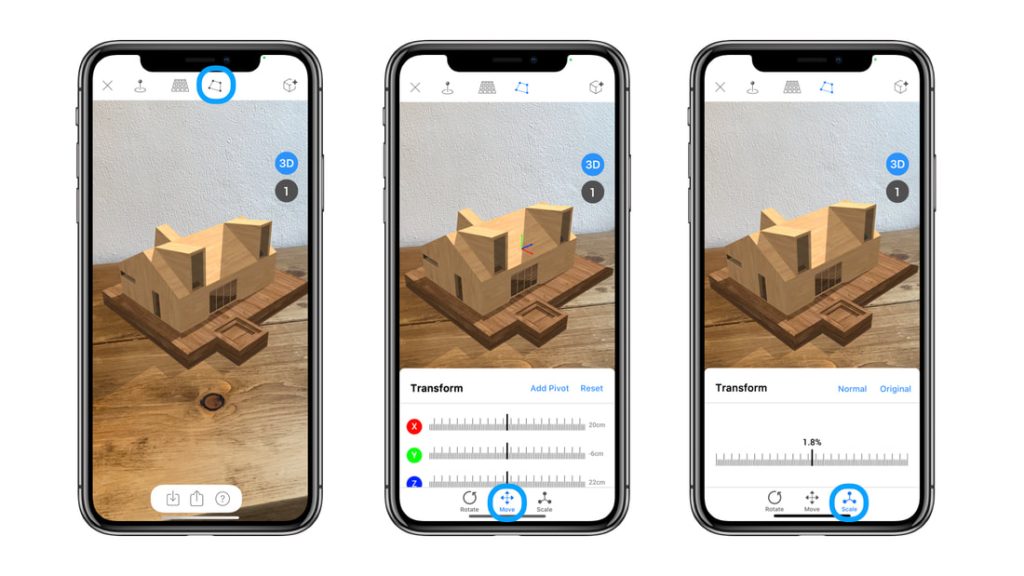 3D
1
?
3D
1
Transform Add Pivot Reset
X 20cm
Y -6cm
Z 22cm
Rotate Move Scale
3D
1
Transform Normal Original
1.8%
Rotate Move Scale